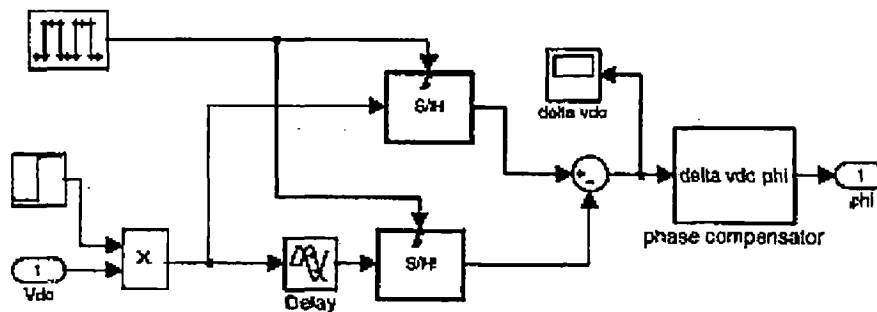 S/H
delta vdc
1
phi
delta vdc phi
phase compensator
X
1
Vdc
Delay
S/H